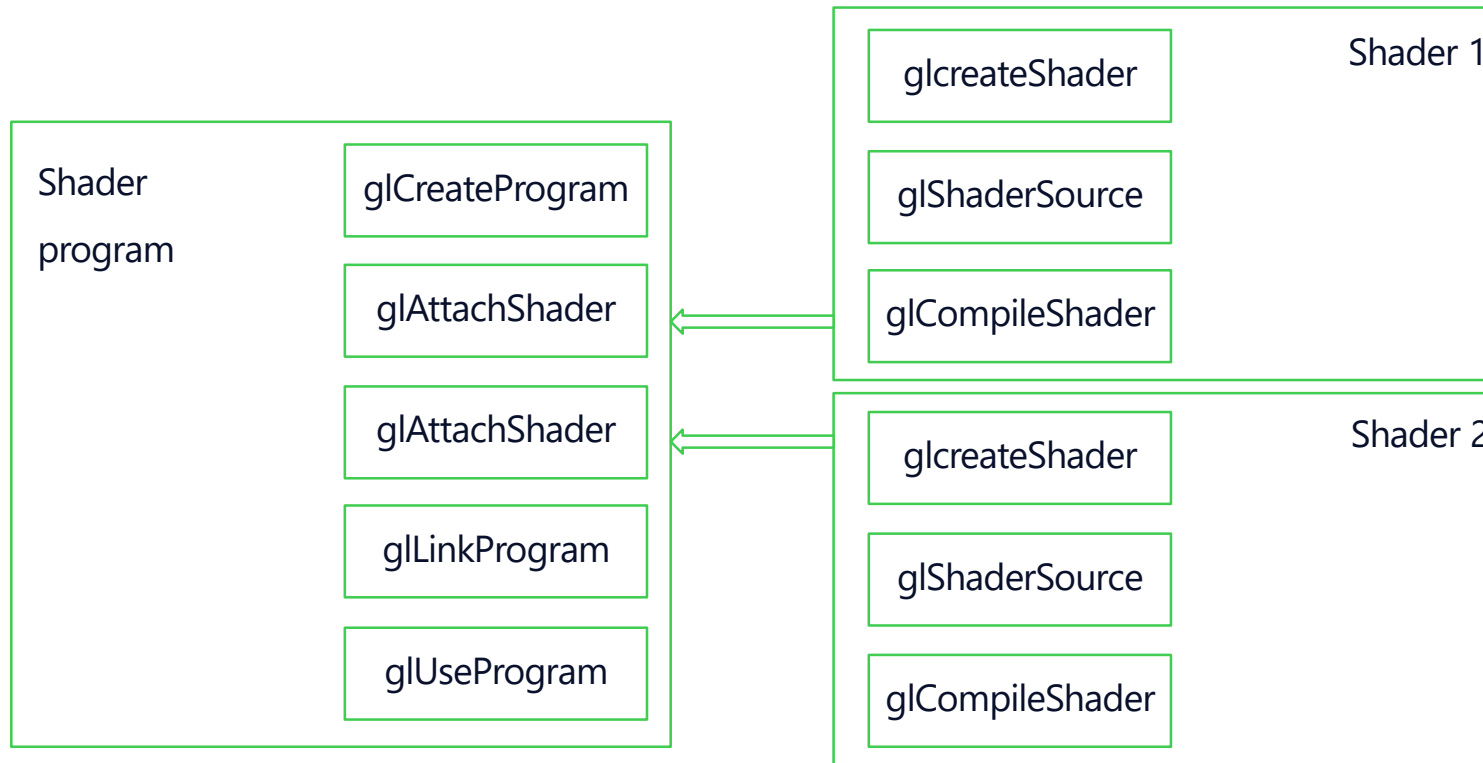 Shader
program
glCreateProgram
glAttachShader
glAttachShader
glLinkProgram
glUseProgram
Shader 1
glcreateShader
glShaderSource
glCompileShader
Shader 2
glcreateShader
glShaderSource
glCompileShader